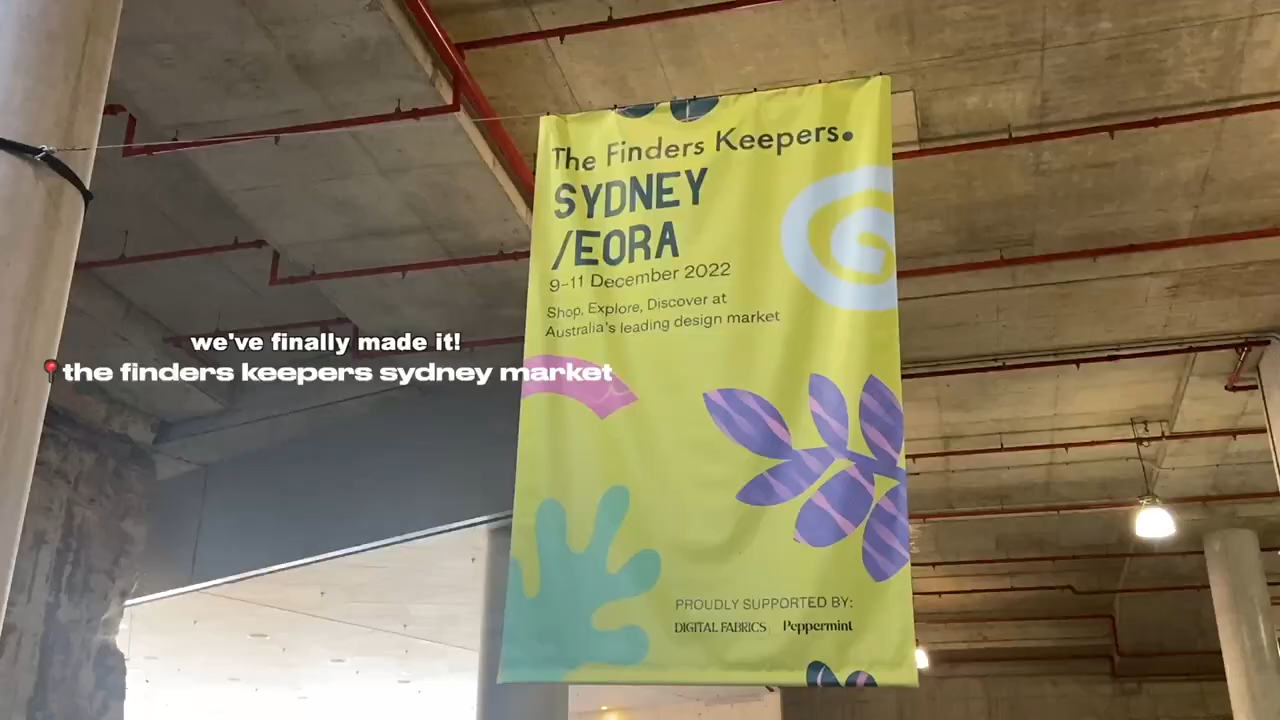 The Finders Keepers.
SYDNEY
/EORA
9-11 December 2022
Shop, Explore, Discover at
Australia's leading design market
we've finally made it!
📍the finders keepers sydney market
PROUDLY SUPPORTED BY:
DIGITAL FABRICS Peppermint